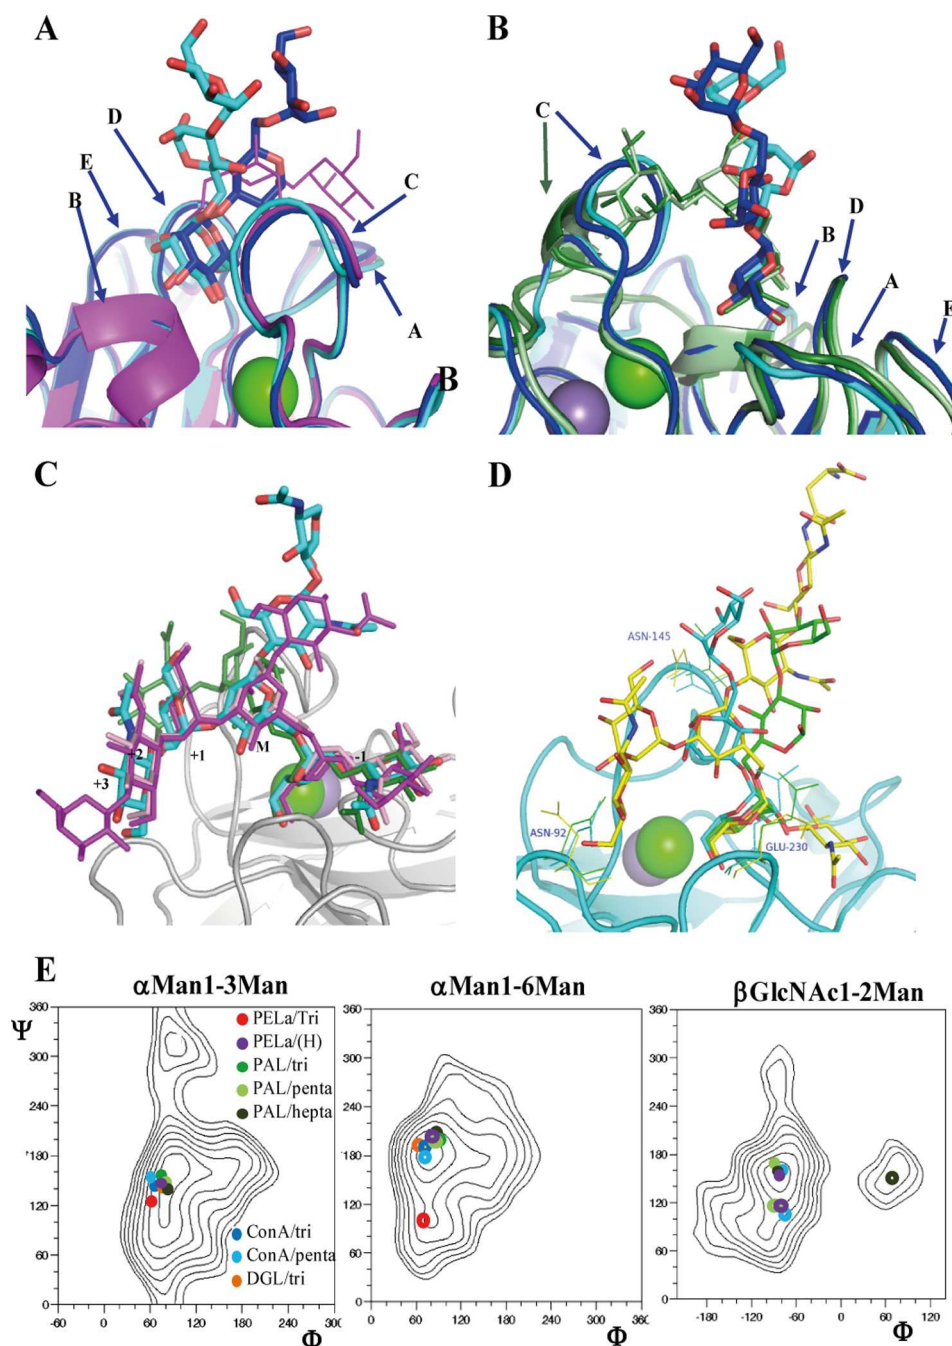 A
B
D
E
B
C
A
B
C
B
D
A
E
C
+2
+3
+1
M
-1
D
ASN-145
ASN-92
GLU-230
E
αMan1-3Man
αMan1-6Man
βGlcNAc1-2Man
Ψ
360
300
240
180
120
60
0
-60 0 60 120 180 240 300
Φ
PELa/Tri
PELa/(H)
PAL/tri
PAL/penta
PAL/hepta
ConA/tri
ConA/penta
DGL/tri
360
300
240
180
120
60
0
0 60 120 180 240 300 360
Φ
360
300
240
180
120
60
0
-180 -120 -60 0 60 120
Φ